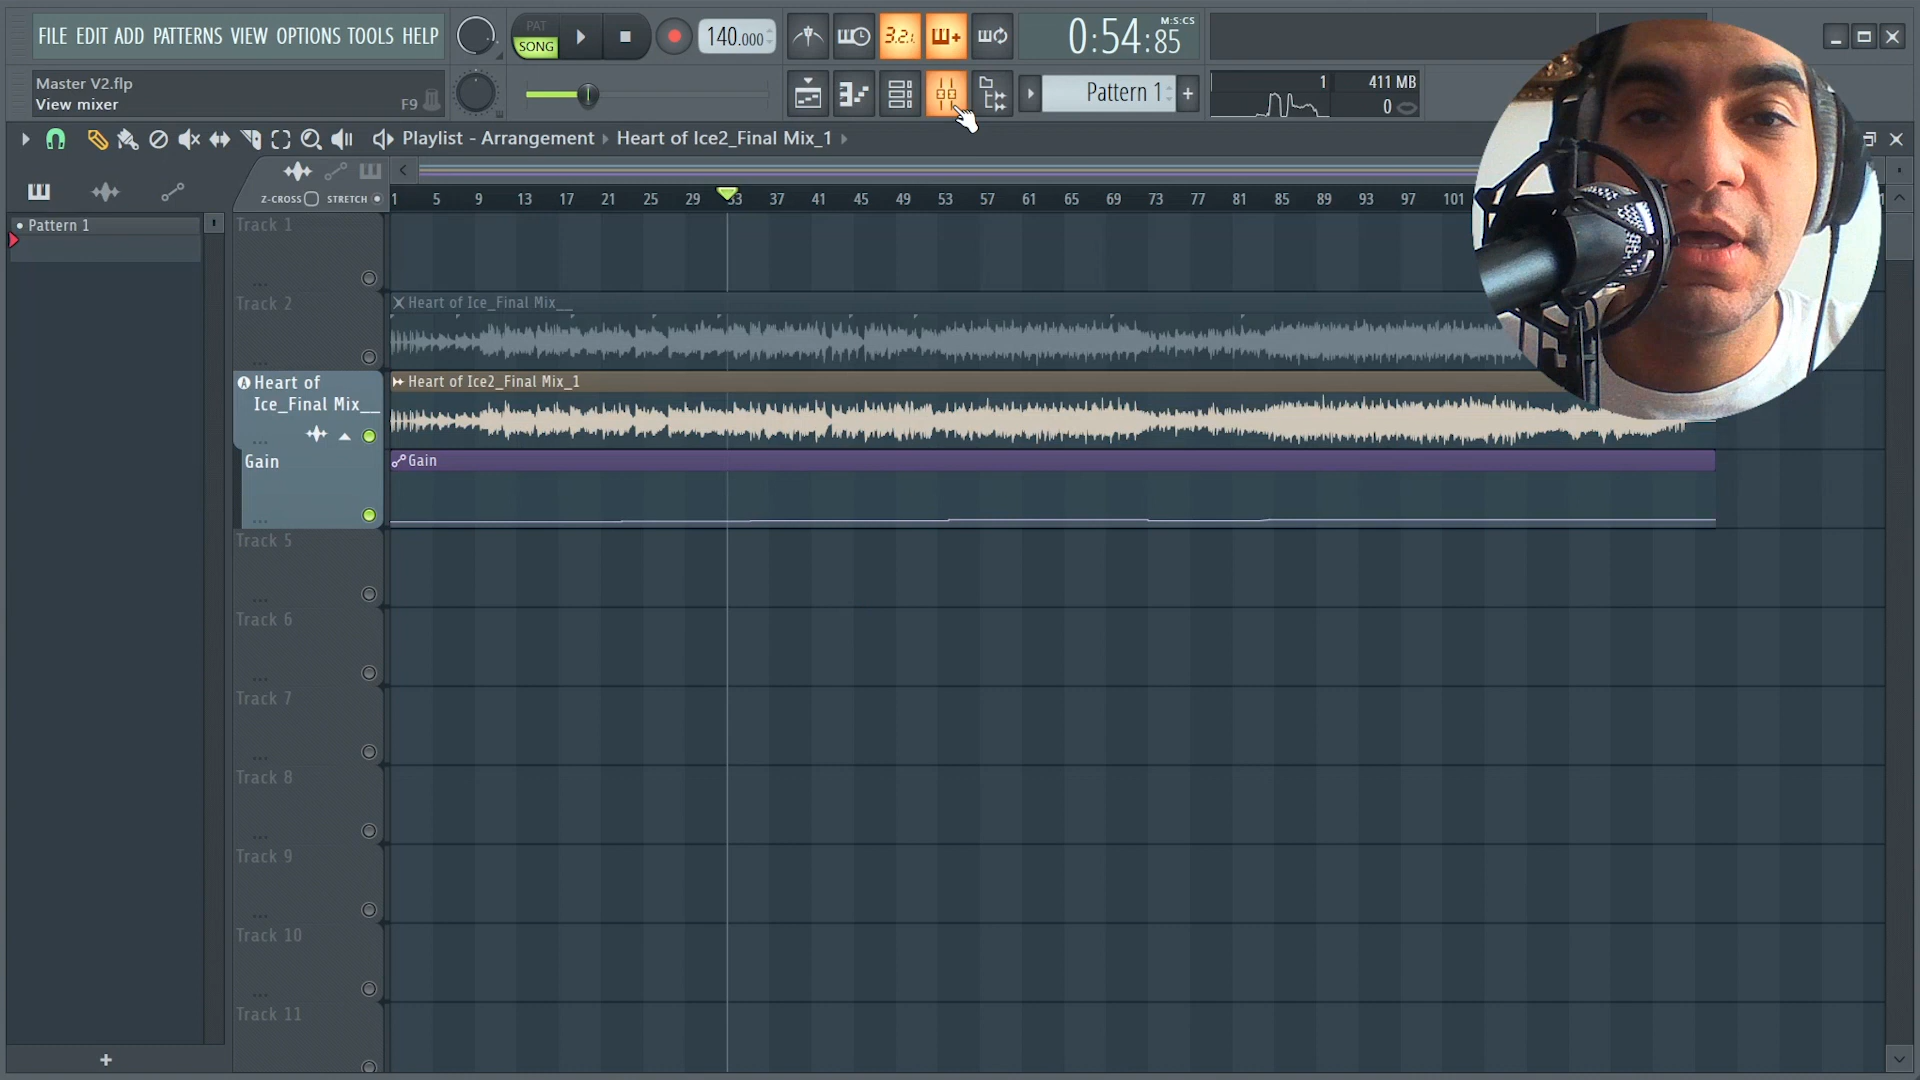 FILE EDIT ADD PATTERNS VIEW OPTIONS TOOLS HELP
PAT
SONG
140.000
3.2.1
M:S:CS
0:54:85
Master V2.flp
View mixer
F9
Pattern 1
+
1
411 MB
0
Playlist - Arrangement
Heart of Ice2_Final Mix_1
Z-CROSS
STRETCH
1 5 9 13 17 21 25 29 33 37 41 45 49 53 57 61 65 69 73 77 81 85 89 93 97 101
Pattern 1
Track 1
Track 2
Heart of Ice_Final Mix__
Heart of
Ice_Final Mix__
Heart of Ice2_Final Mix_1
Gain
Gain
Track 5
Track 6
Track 7
Track 8
Track 9
Track 10
Track 11
+